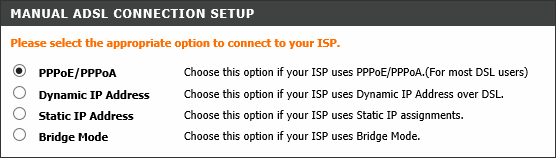 MANUAL ADSL CONNECTION SETUP
Please select the appropriate option to connect to your ISP.
PPPoE/PPPoA Choose this option if your ISP uses PPPoE/PPPoA.(For most DSL users)
Dynamic IP Address Choose this option if your ISP uses Dynamic IP Address over DSL.
Static IP Address Choose this option if your ISP uses Static IP assignments.
Bridge Mode Choose this option if your ISP uses Bridge Mode.